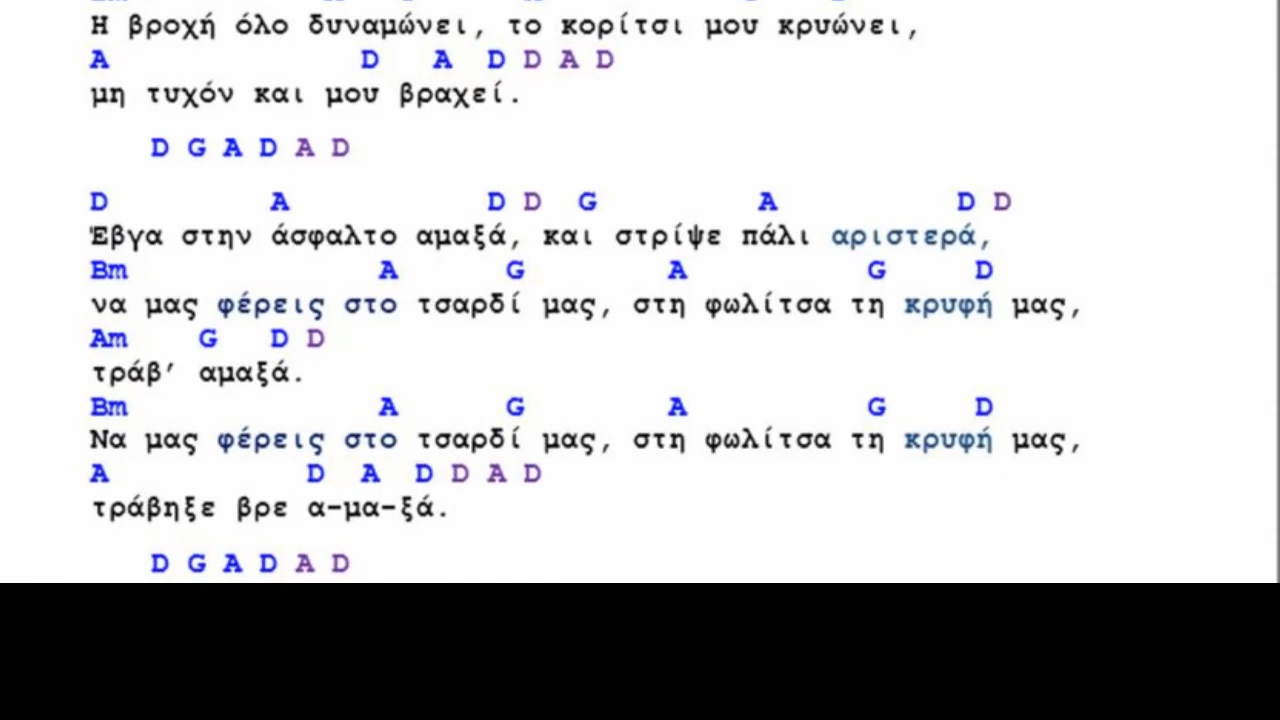 Η βροχή όλο δυναμώνει, το κορίτσι μου κρυώνει,
A D A D D A D
μη τυχόν και μου βραχεί.
D G A D A D
D A D D G A D D
Έβγα στην άσφαλτο αμαξά, και στρίψε πάλι αριστερά,
Bm A G A G D
να μας φέρεις στο τσαρδί μας, στη φωλίτσα τη κρυφή μας,
Am G D D
τράβ’ αμαξά.
Bm A G A G D
Να μας φέρεις στο τσαρδί μας, στη φωλίτσα τη κρυφή μας,
A D A D D A D
τράβηξε βρε α-μα-ξά.
D G A D A D